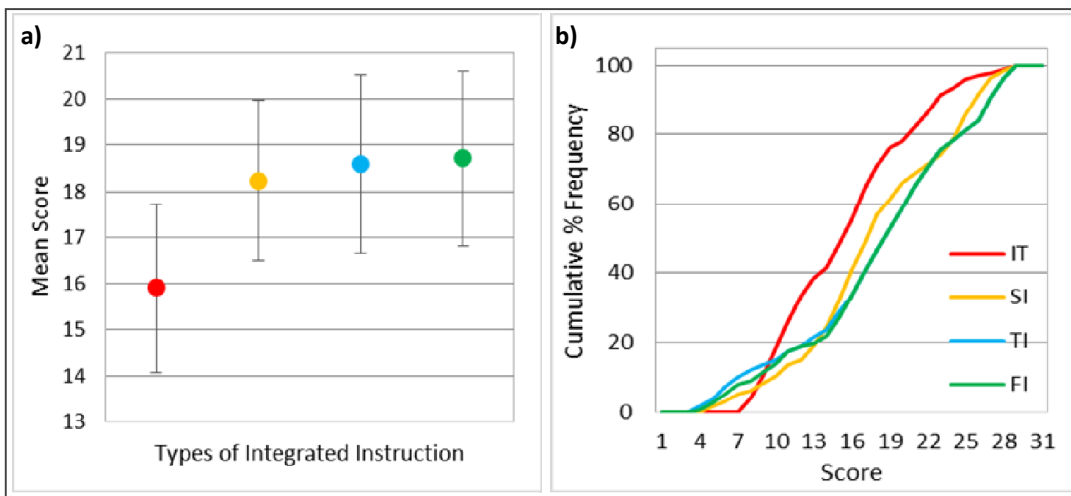 a)
21
20
19
18
17
16
15
14
13
Mean Score
Types of Integrated Instruction
b)
100
80
60
40
20
0
Cumulative % Frequency
IT
SI
TI
FI
1 4 7 10 13 16 19 22 25 28 31
Score